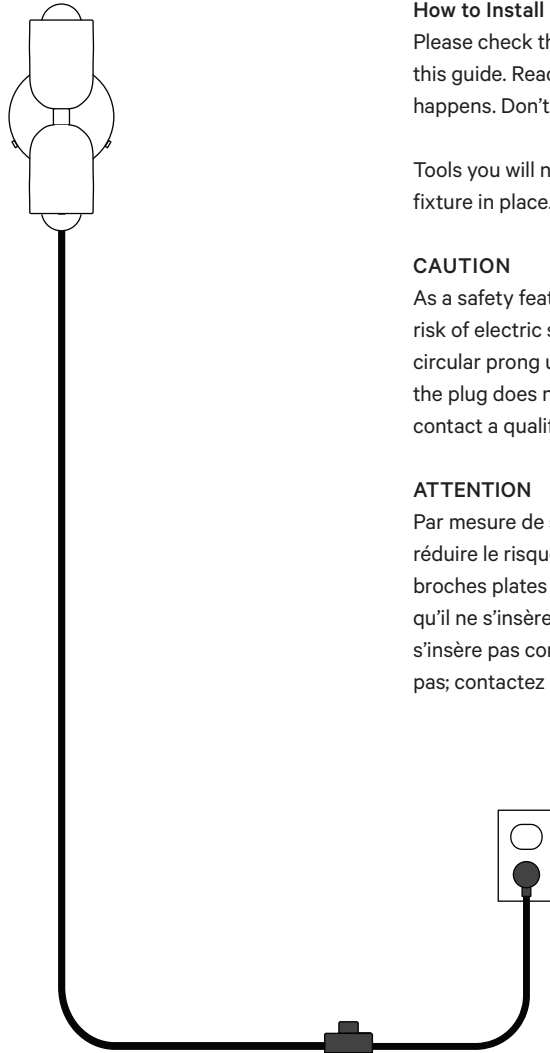 How to Install
Please check th
this guide. Read
happens. Don't
Tools you will n
fixture in place.
CAUTION
As a safety feat
risk of electric s
circular prong u
the plug does n
contact a qualif
ATTENTION
Par mesure de s
réduire le risque
broches plates
qu'il ne s'insère
s'insère pas con
pas; contactez